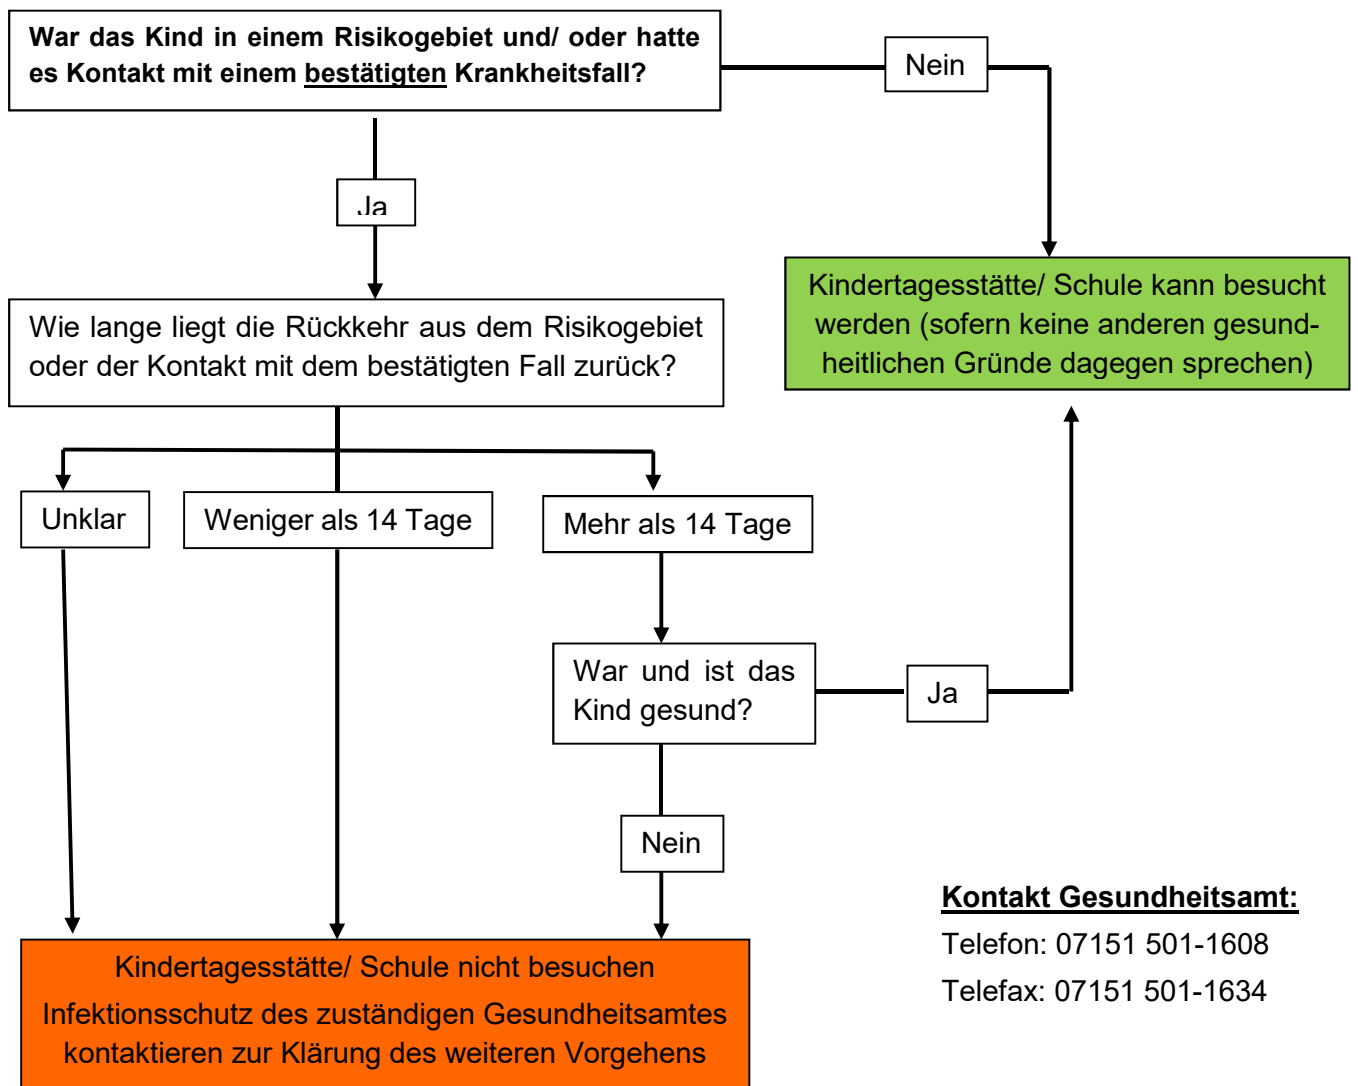 War das Kind in einem Risikogebiet und/ oder hatte
es Kontakt mit einem bestätigten Krankheitsfall?
Nein
Ja
Kindertagesstätte/ Schule kann besucht
werden (sofern keine anderen gesund-
heitlichen Gründe dagegen sprechen)
Wie lange liegt die Rückkehr aus dem Risikogebiet
oder der Kontakt mit dem bestätigten Fall zurück?
Unklar
Weniger als 14 Tage
Mehr als 14 Tage
War und ist das
Kind gesund?
Ja
Nein
Kindertagesstätte/ Schule nicht besuchen
Infektionsschutz des zuständigen Gesundheitsamtes
kontaktieren zur Klärung des weiteren Vorgehens
Kontakt Gesundheitsamt:
Telefon: 07151 501-1608
Telefax: 07151 501-1634